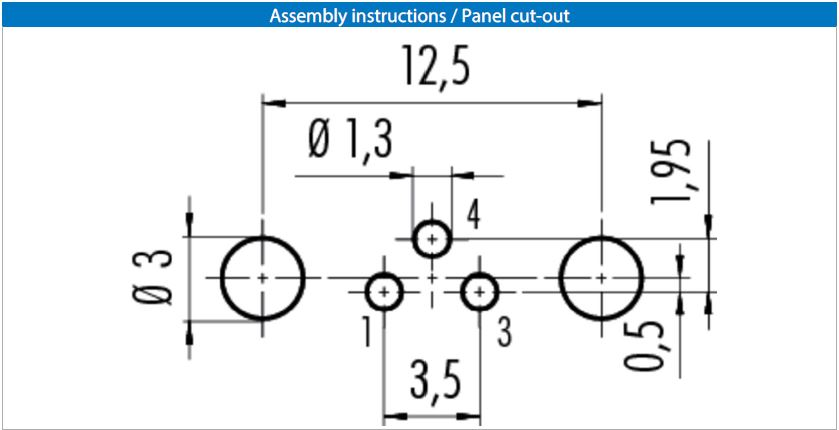 Assembly instructions / Panel cut-out
12,5
Ø 1,3
1,95
4
Ø 3
1
3
0,5
3,5